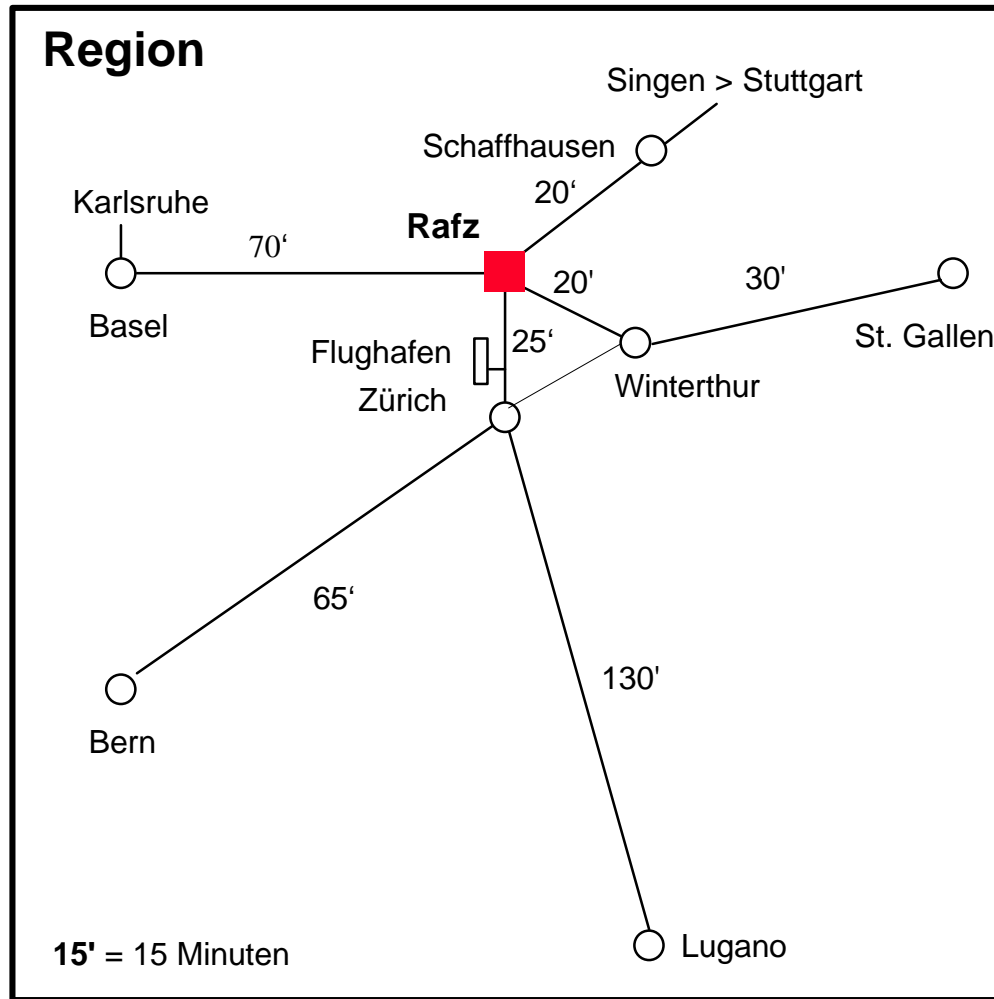 Region
Singen > Stuttgart
Schaffhausen
20‘
Karlsruhe
Rafz
70‘
20'
30'
Basel
Flughafen
25‘
St. Gallen
Zürich
Winterthur
65‘
130'
Bern
15' = 15 Minuten
Lugano